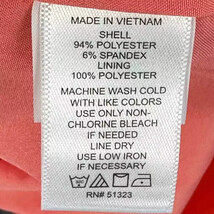 MADE IN VIETNAM
SHELL
94% POLYESTER
6% SPANDEX
LINING
100% POLYESTER
MACHINE WASH COLD
WITH LIKE COLORS
USE ONLY NON-
CHLORINE BLEACH
IF NEEDED
LINE DRY
USE LOW IRON
IF NECESSARY
RN# 51323